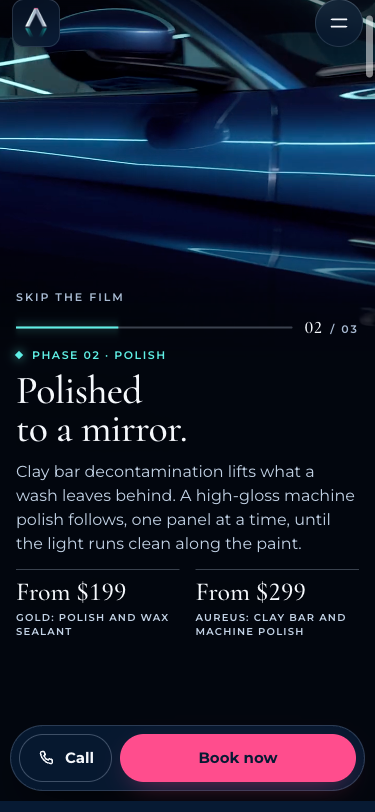 SKIP THE FILM
02 / 03
PHASE 02 · POLISH
Polished
to a mirror.
Clay bar decontamination lifts what a
wash leaves behind. A high-gloss machine
polish follows, one panel at a time, until
the light runs clean along the paint.
From $199
GOLD: POLISH AND WAX
SEALANT
From $299
AUREUS: CLAY BAR AND
MACHINE POLISH
Call
Book now